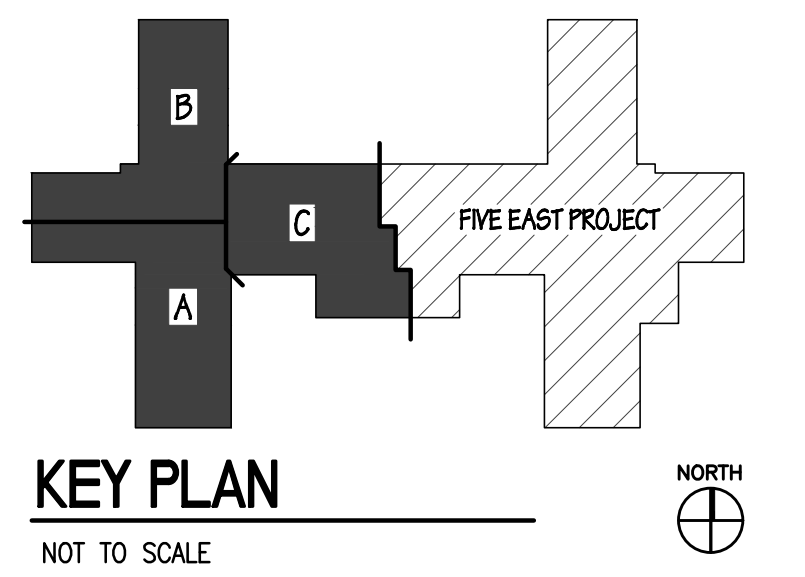 B
C
FIVE EAST PROJECT
A
KEY PLAN
NORTH
NOT TO SCALE